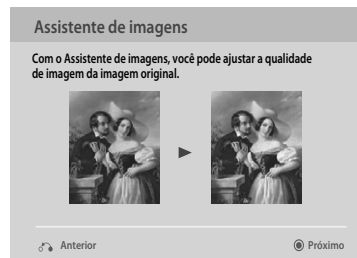 Assistente de imagens
Com o Assistente de imagens, você pode ajustar a qualidade
de imagem da imagem original.
Anterior
Próximo